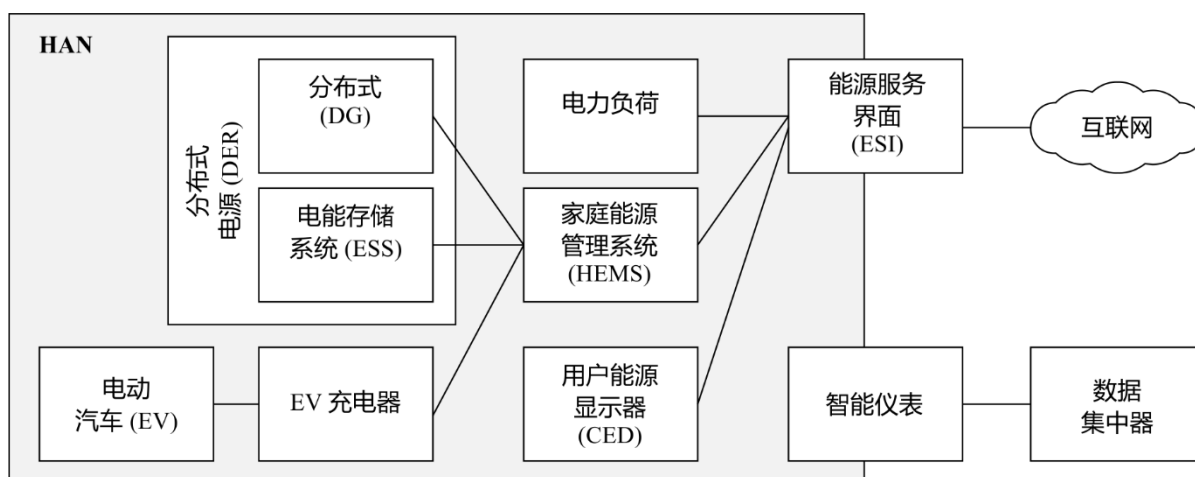 HAN
分布式
(DG)
电力负荷
能源服务
界面
(ESI)
互联网
分布式
电源 (DER)
电能存储
系统 (ESS)
家庭能源
管理系统
(HEMS)
电动
汽车 (EV)
EV 充电器
用户能源
显示器
(CED)
智能仪表
数据
集中器